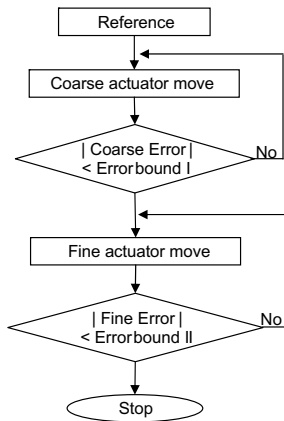 Reference
Coarse actuator move
| Coarse Error |
< Errorbound I
No
Fine actuator move
| Fine Error |
< Errorbound II
No
Stop